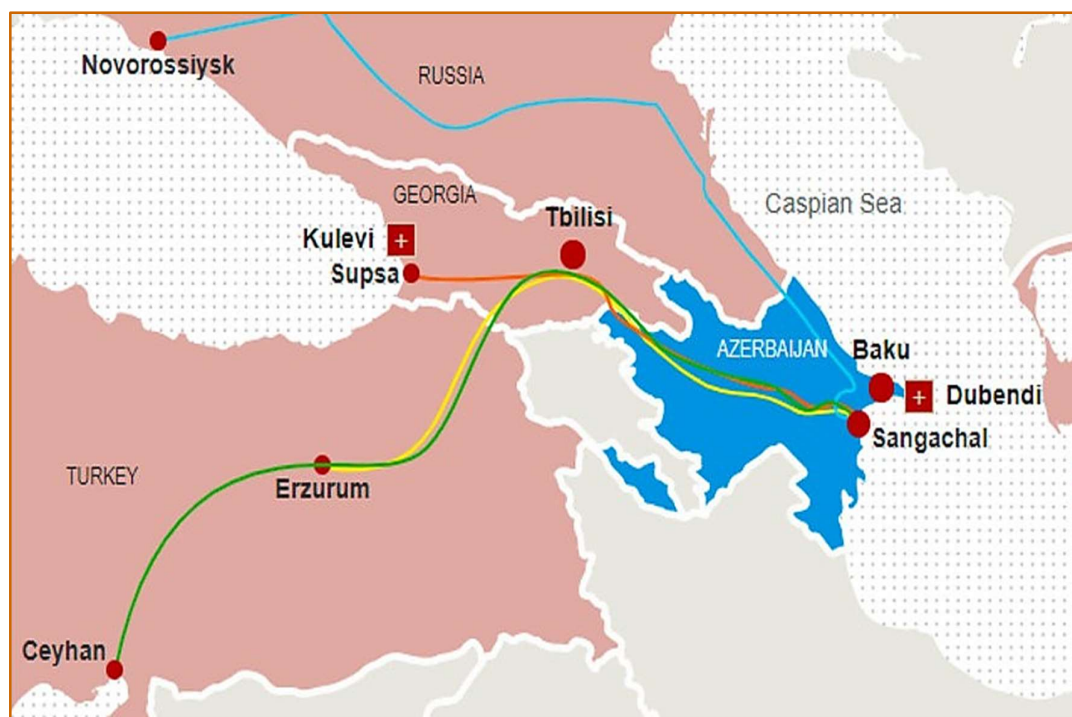 Novorossiysk
RUSSIA
GEORGIA
Caspian Sea
Tbilisi
Kulevi
Supsa
AZERBAIJAN
Baku
Dubendi
Sangachal
TURKEY
Erzurum
Ceyhan